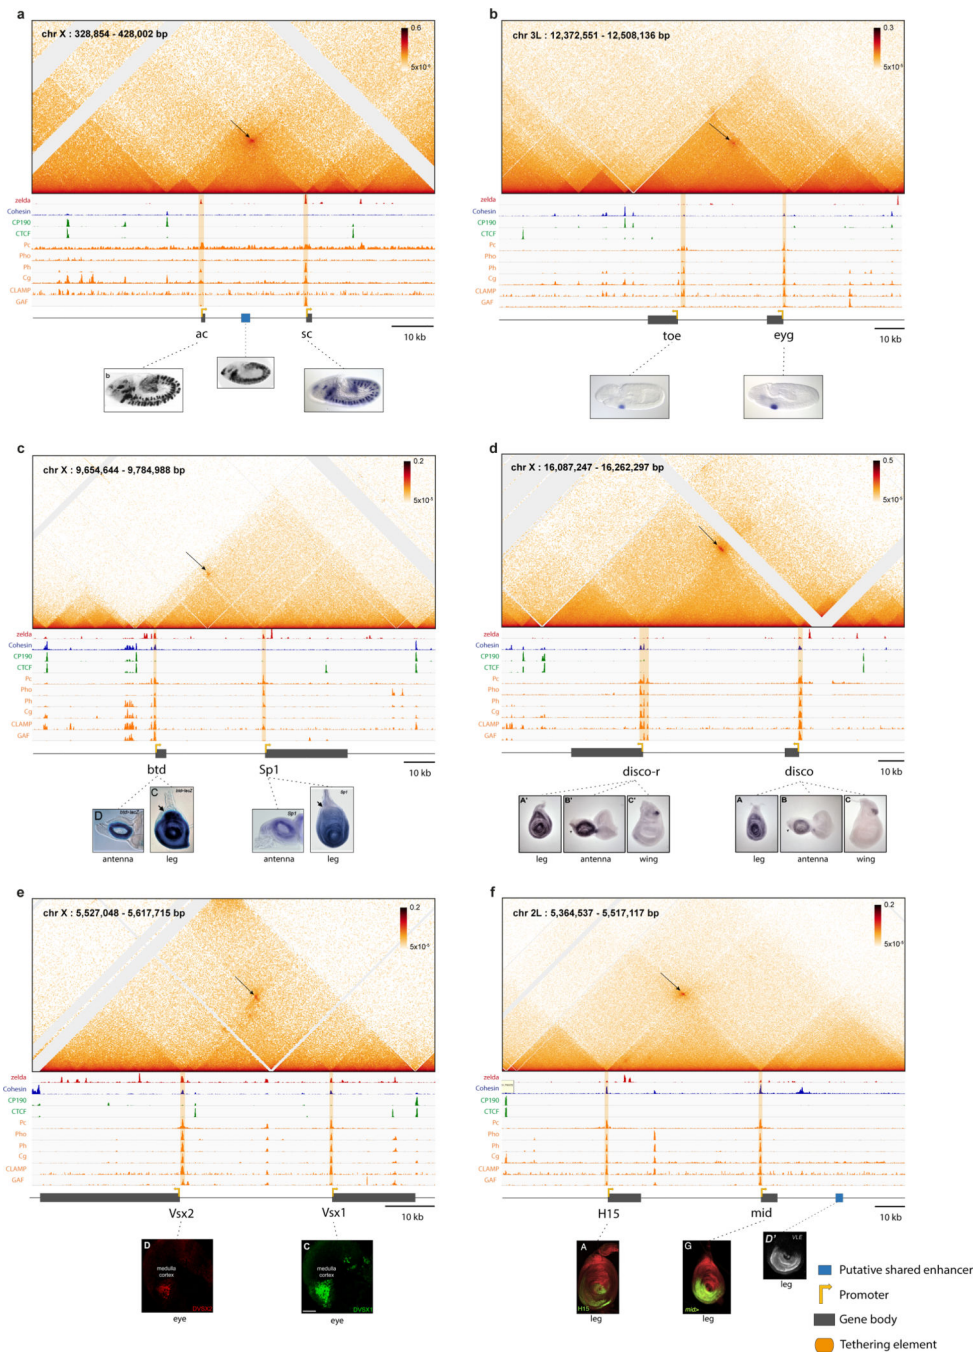 a
chr X : 328,854 - 428,002 bp
0.6
5x10⁻⁵
zelda
Cohesin
CP190
CTCF
Pc
Pho
Ph
Cg
CLAMP
GAF
ac
sc
10 kb
b
b
chr 3L : 12,372,551 - 12,508,136 bp
0.3
5x10⁻⁵
zelda
Cohesin
CP190
CTCF
Pc
Pho
Ph
Cg
CLAMP
GAF
toe
eyg
10 kb
c
chr X : 9,654,644 - 9,784,988 bp
0.2
5x10⁻⁵
zelda
Cohesin
CP190
CTCF
Pc
Pho
Ph
Cg
CLAMP
GAF
btd
Sp1
10 kb
D
C
Sp1
Sp1
antenna
leg
antenna
leg
d
chr X : 16,087,247 - 16,262,297 bp
0.5
5x10⁻⁵
zelda
Cohesin
CP190
CTCF
Pc
Pho
Ph
Cg
CLAMP
GAF
disco-r
disco
10 kb
A'
B'
C'
A
B
C
leg
antenna
wing
leg
antenna
wing
e
chr X : 5,527,048 - 5,617,715 bp
0.2
5x10⁻⁵
zelda
Cohesin
CP190
CTCF
Pc
Pho
Ph
Cg
CLAMP
GAF
Vsx2
Vsx1
10 kb
D
medulla
cortex
DVSX2
C
medulla
cortex
DVSX1
eye
eye
f
chr 2L : 5,364,537 - 5,517,117 bp
0.2
5x10⁻⁵
zelda
Cohesin
CP190
CTCF
Pc
Pho
Ph
Cg
CLAMP
GAF
H15
mid
10 kb
A
H15
leg
G
mid>
leg
D'
VLE
leg
Putative shared enhancer
Promoter
Gene body
Tethering element